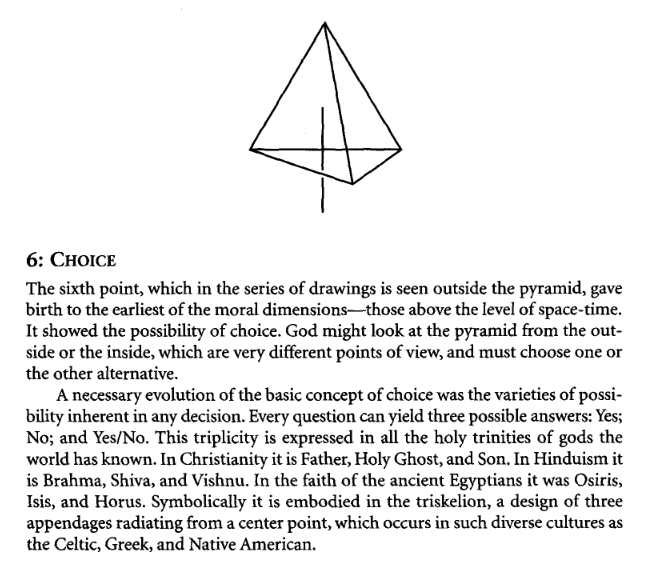 6: CHOICE
The sixth point, which in the series of drawings is seen outside the pyramid, gave
birth to the earliest of the moral dimensions—those above the level of space-time.
It showed the possibility of choice. God might look at the pyramid from the out-
side or the inside, which are very different points of view, and must choose one or
the other alternative.
A necessary evolution of the basic concept of choice was the varieties of possi-
bility inherent in any decision. Every question can yield three possible answers: Yes;
No; and Yes/No. This triplicity is expressed in all the holy trinities of gods the
world has known. In Christianity it is Father, Holy Ghost, and Son. In Hinduism it
is Brahma, Shiva, and Vishnu. In the faith of the ancient Egyptians it was Osiris,
Isis, and Horus. Symbolically it is embodied in the triskelion, a design of three
appendages radiating from a center point, which occurs in such diverse cultures as
the Celtic, Greek, and Native American.